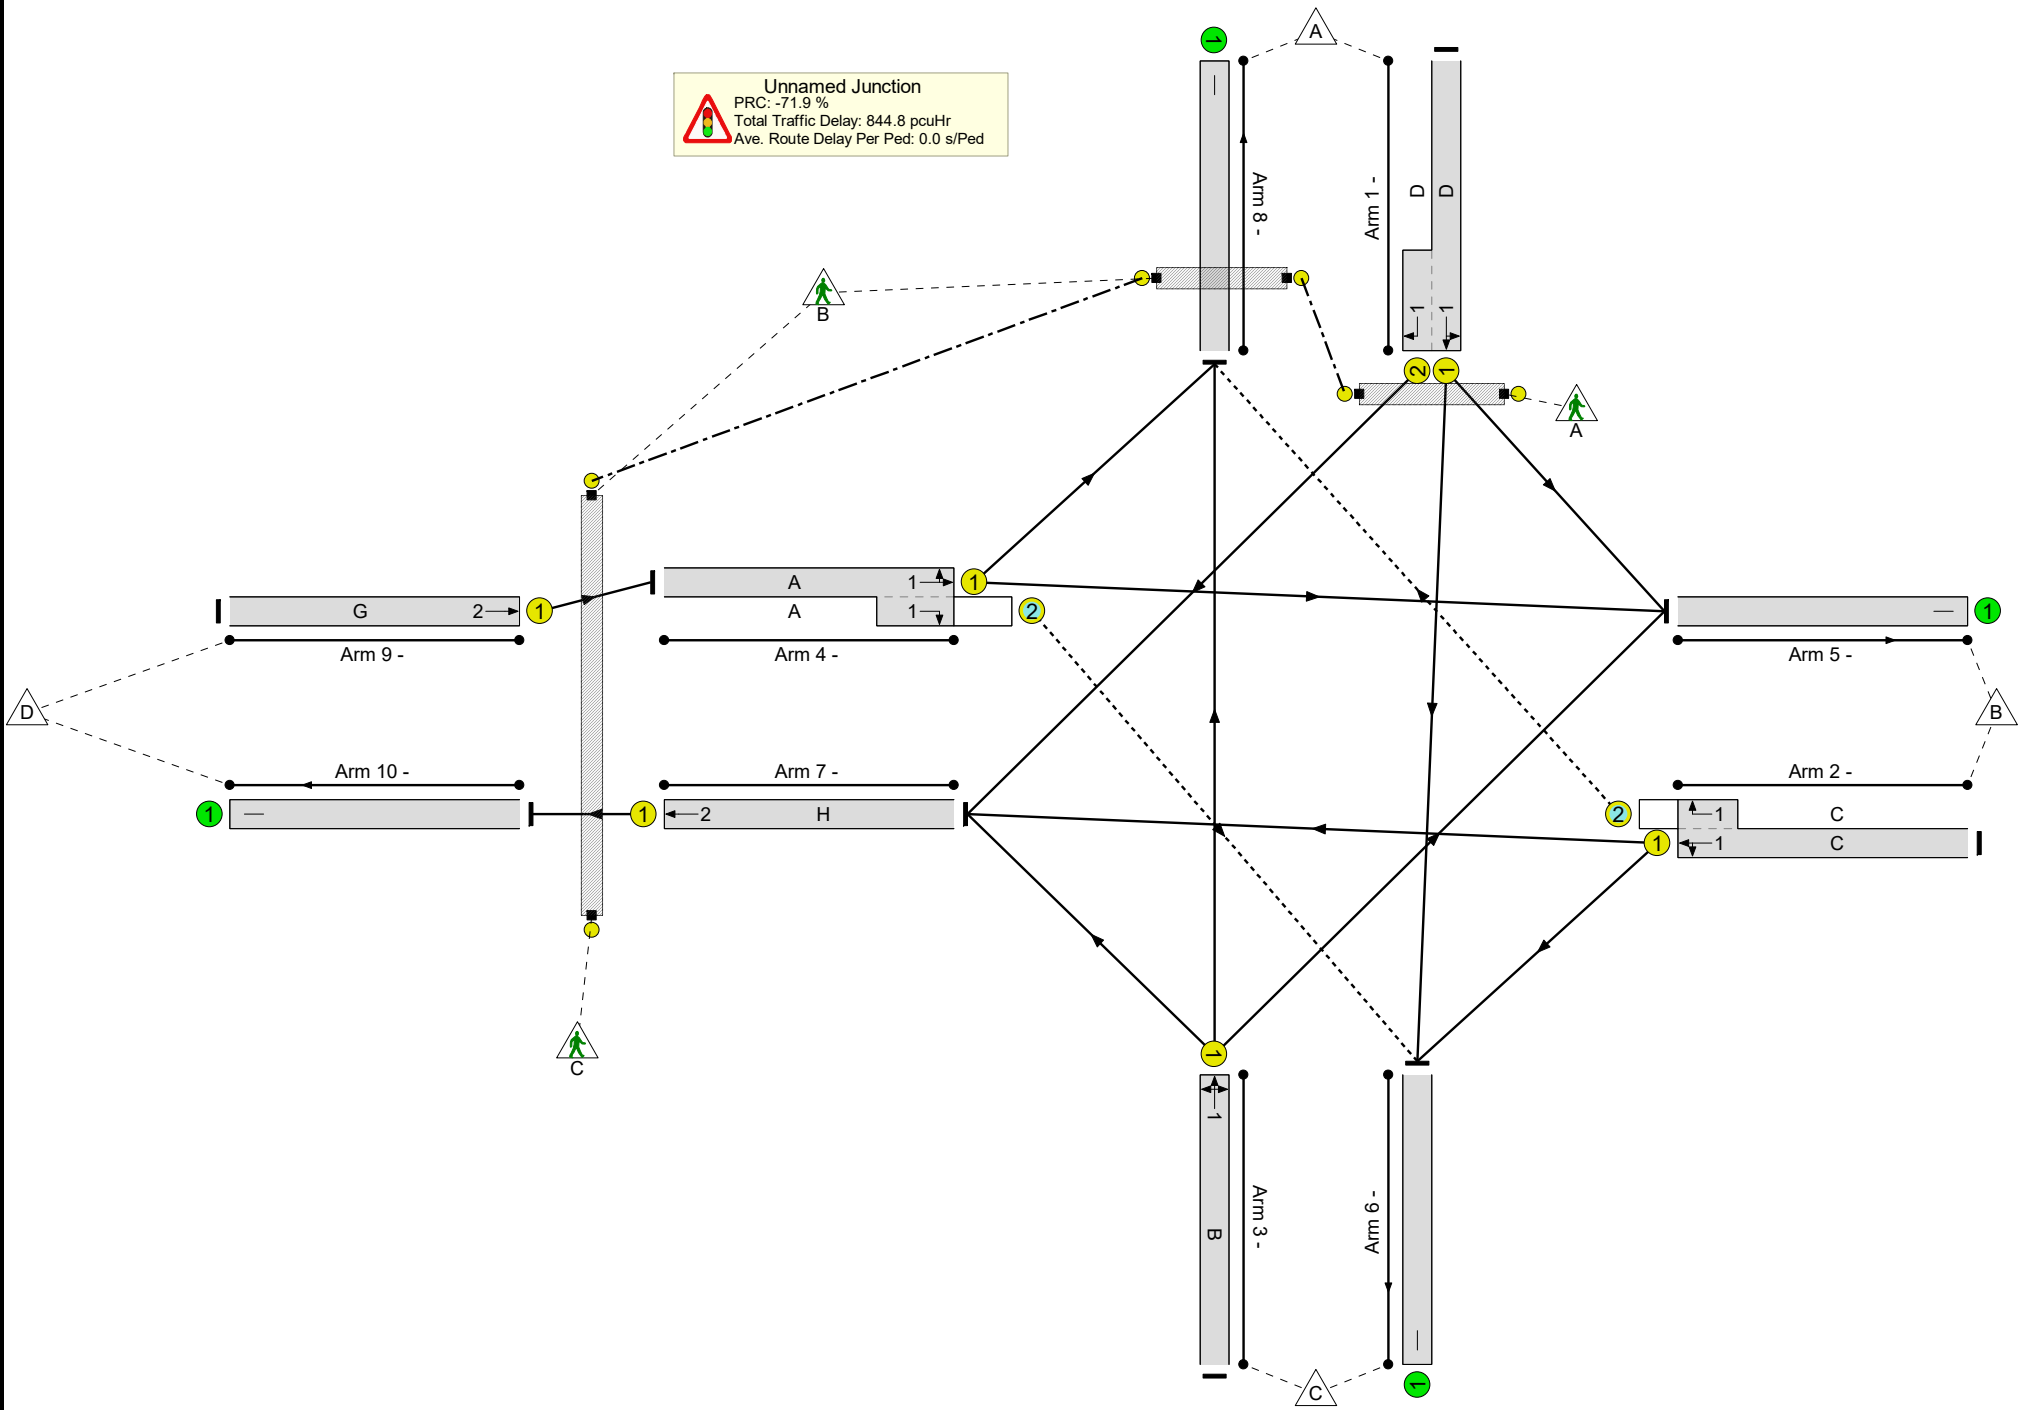 1
A
Unnamed Junction
PRC: -71.9 %
Total Traffic Delay: 844.8 pcuHr
Ave. Route Delay Per Ped: 0.0 s/Ped
Arm 8 -
Arm 1 -
D
D
1
1
2
1
B
A
A
1
1
G
2
1
A
1
2
1
Arm 9 -
Arm 4 -
Arm 5 -
D
B
Arm 10 -
Arm 7 -
Arm 2 -
1
1
2
H
2
1
C
1
1
C
C
1
1
B
Arm 3 -
Arm 6 -
C
1